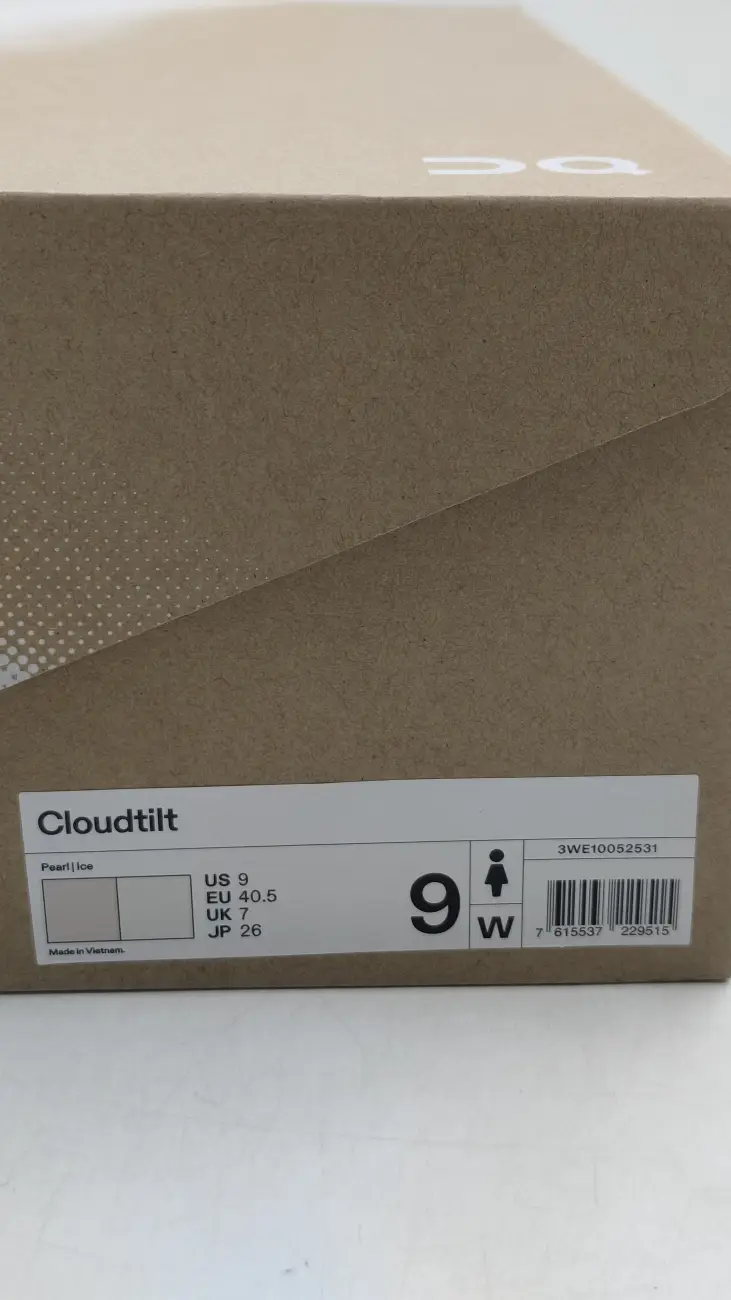 on
Cloudtilt
Pearl | Ice
US 9
EU 40.5
UK 7
JP 26
Made in Vietnam.
9
W
3WE10052531
7 615537 229515